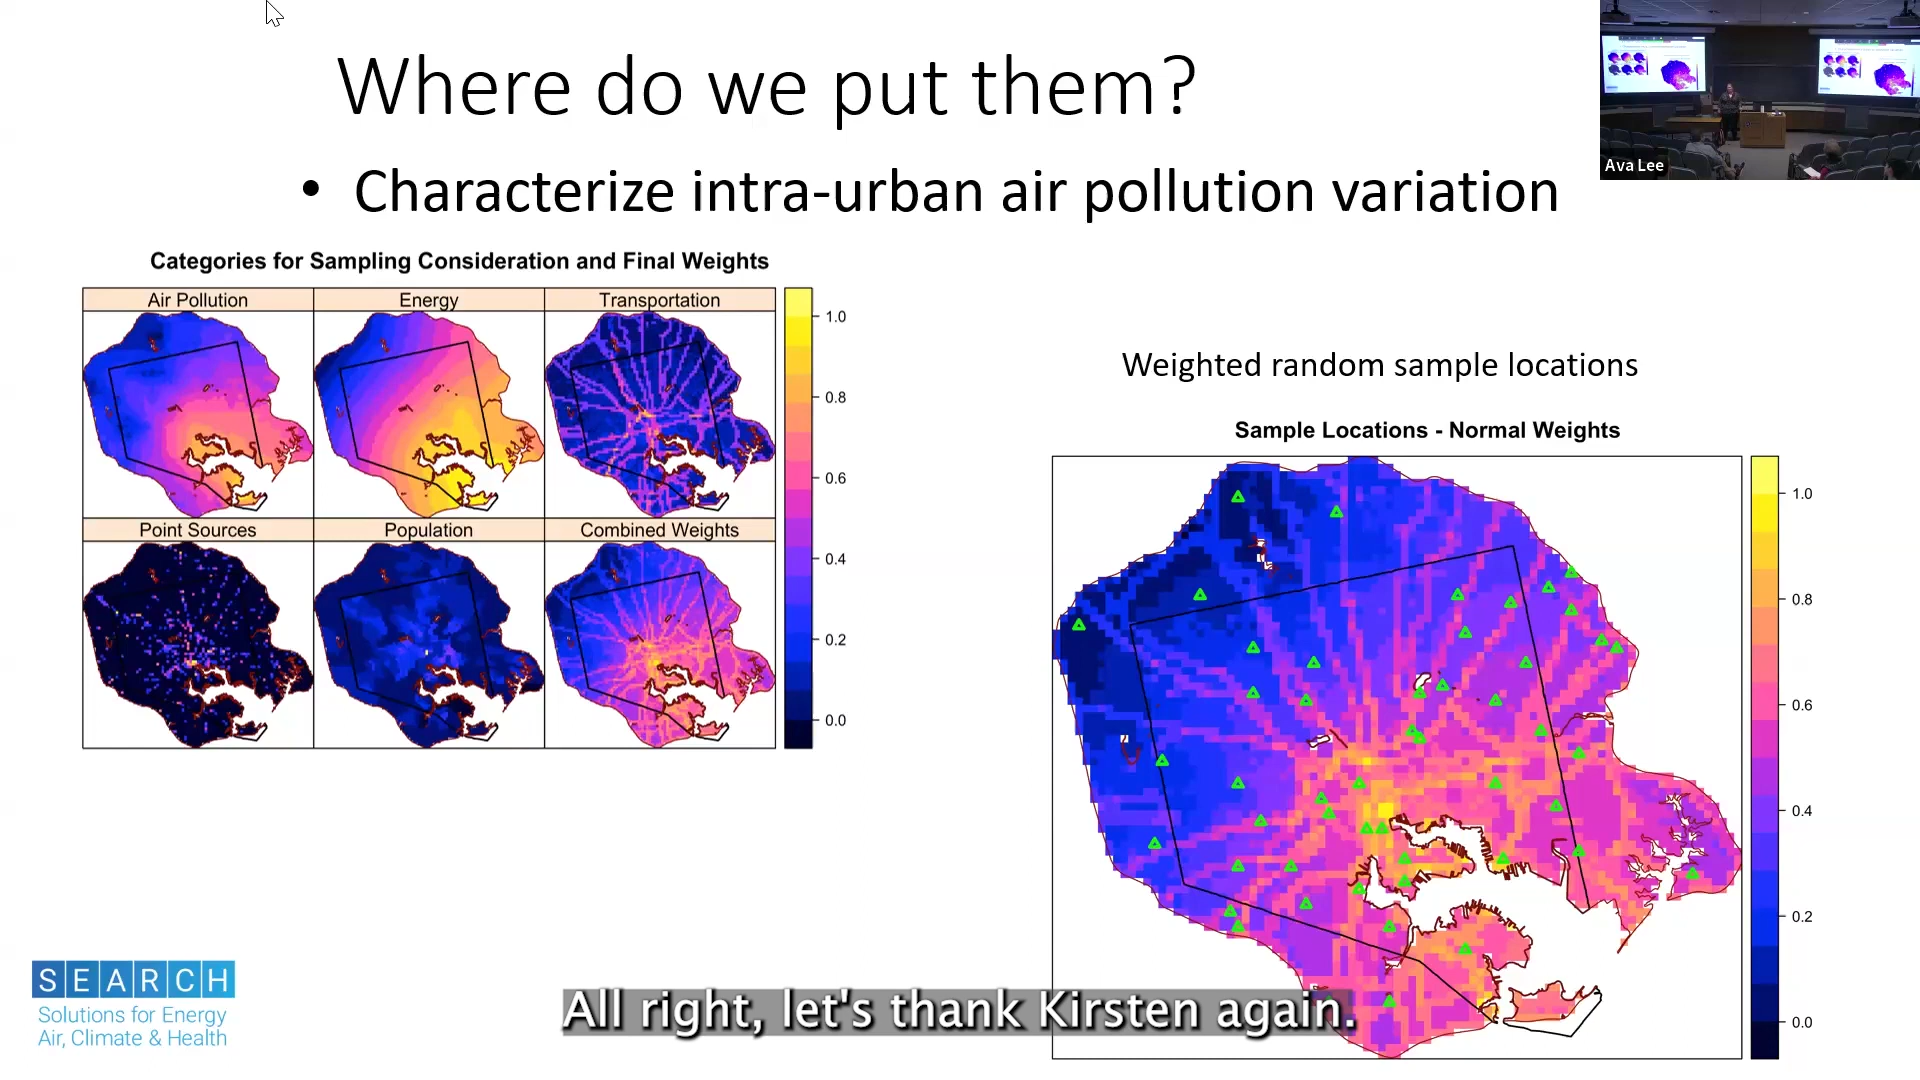 Where do we put them?
• Characterize intra-urban air pollution variation
Ava Lee
Categories for Sampling Consideration and Final Weights
Air Pollution
Energy
Transportation
Point Sources
Population
Combined Weights
1.0
0.8
0.6
0.4
0.2
0.0
Weighted random sample locations
Sample Locations - Normal Weights
1.0
0.8
0.6
0.4
0.2
0.0
SEARCH
Solutions for Energy
Air, Climate & Health
All right, let's thank Kirsten again.